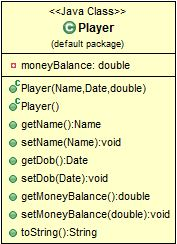 <<Java Class>>
Player
(default package)
moneyBalance: double
Player(Name,Date,double)
Player()
getName():Name
setName(Name):void
getDob():Date
setDob(Date):void
getMoneyBalance():double
setMoneyBalance(double):void
toString():String